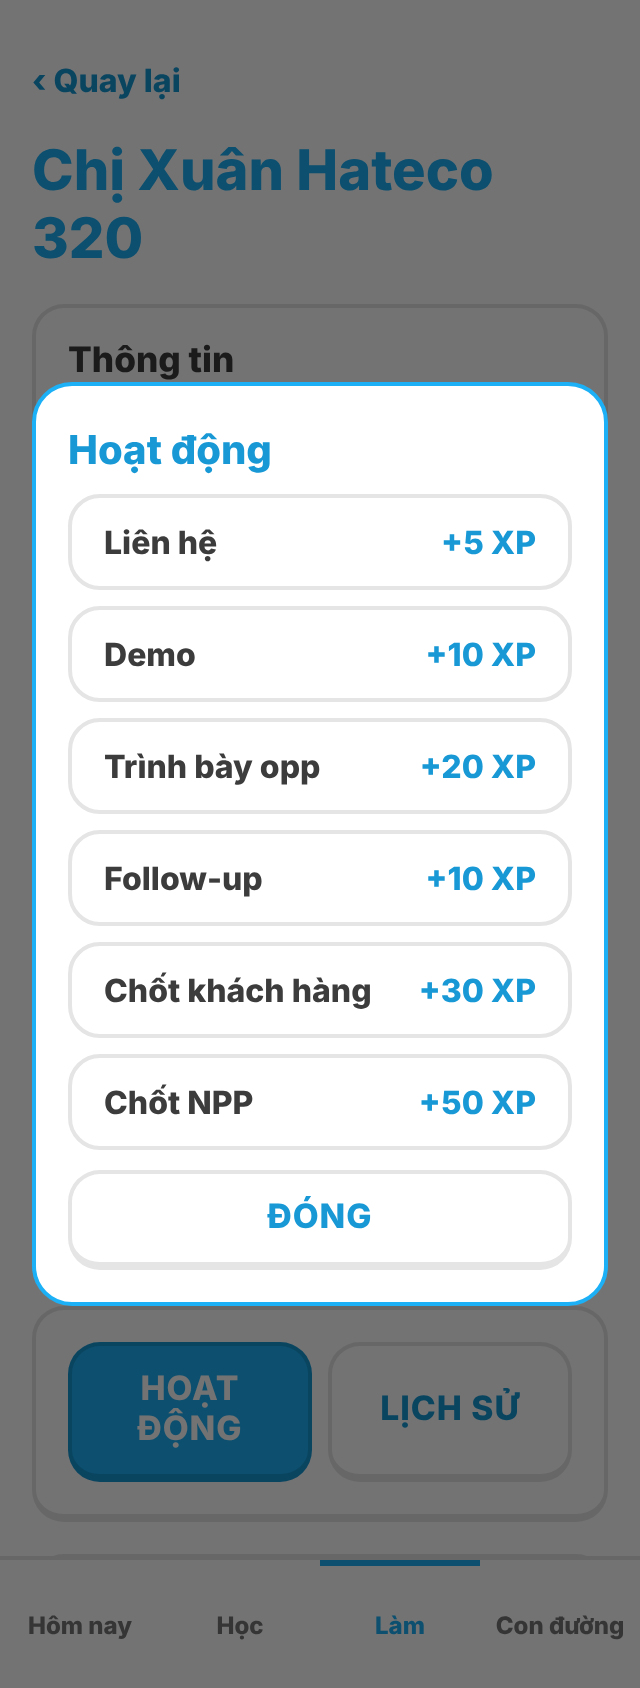 ‹ Quay lại
Chị Xuân Hateco
320
Thông tin
Hoạt động
Liên hệ +5 XP
Demo +10 XP
Trình bày opp +20 XP
Follow-up +10 XP
Chốt khách hàng +30 XP
Chốt NPP +50 XP
ĐÓNG
HOẠT
ĐỘNG
LỊCH SỬ
Hôm nay Học Làm Con đường